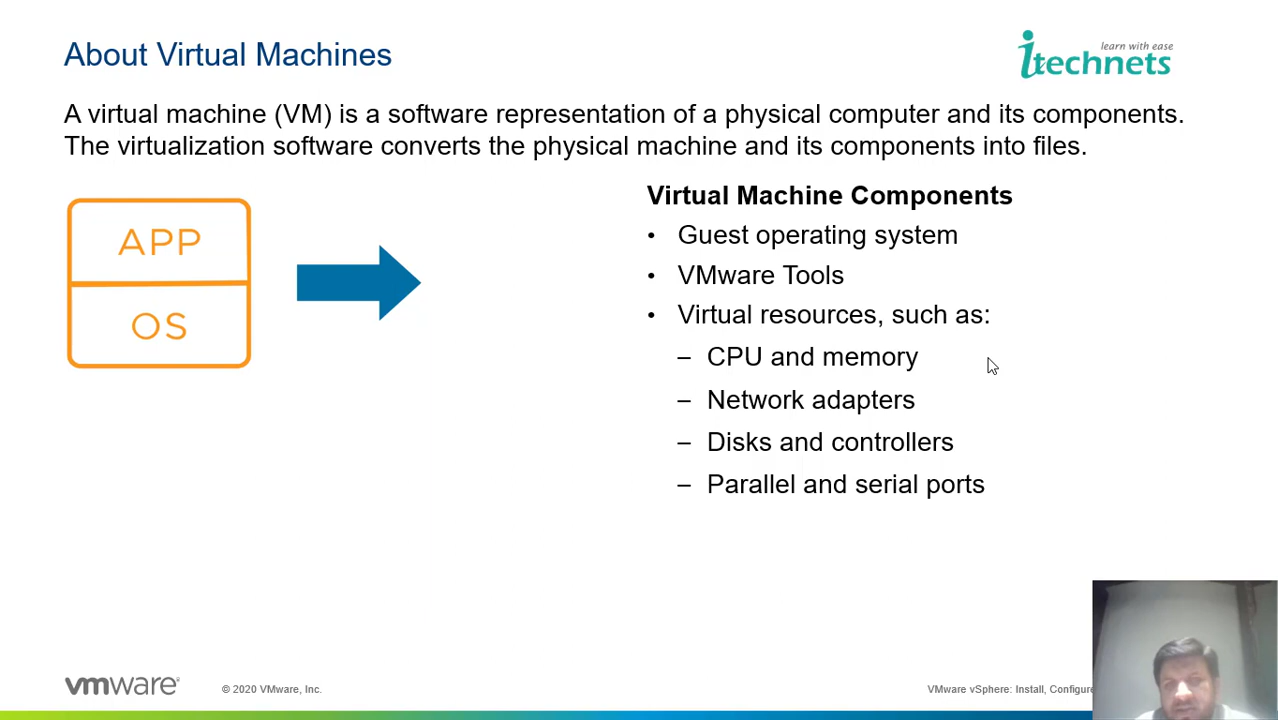 About Virtual Machines
learn with ease
itechnets
A virtual machine (VM) is a software representation of a physical computer and its components.
The virtualization software converts the physical machine and its components into files.
APP
OS
Virtual Machine Components
• Guest operating system
• VMware Tools
• Virtual resources, such as:
– CPU and memory
– Network adapters
– Disks and controllers
– Parallel and serial ports
vmware®
© 2020 VMware, Inc.
VMware vSphere: Install, Configure